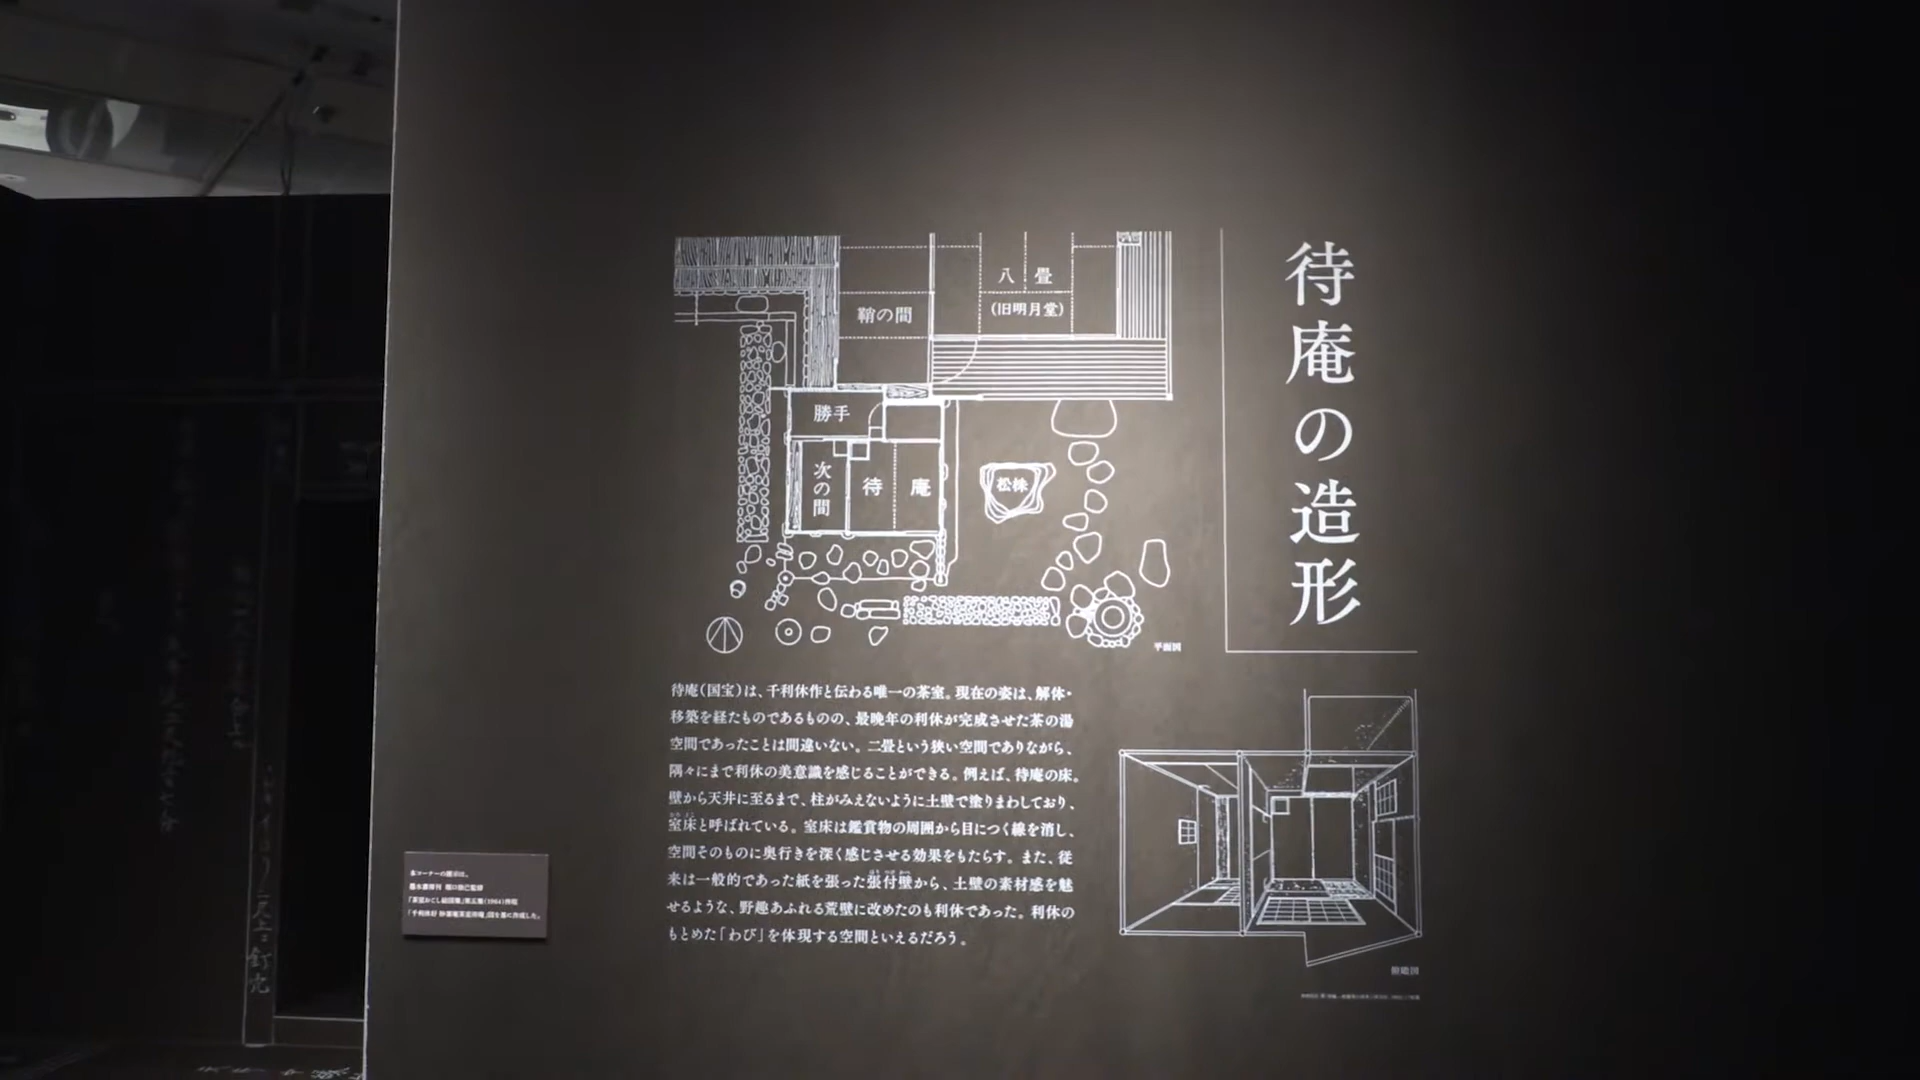 待庵の造形
八畳
(旧明月堂)
鞘の間
勝手
次の間
待庵
松株
平面図
待庵(国宝)は、千利休作と伝わる唯一の茶室。現在の姿は、解体・
移築を経たものであるものの、最晩年の利休が完成させた茶の湯
空間であったことは間違いない。二畳という狭い空間でありながら、
隅々にまで利休の美意識を感じることができる。例えば、待庵の床。
壁から天井に至るまで、柱がみえないように土壁で塗りまわしており、
室床と呼ばれている。室床は鑑賞物の周囲から目につく線を消し、
空間そのものに奥行きを深く感じさせる効果をもたらす。また、従
来は一般的であった紙を張った張付壁から、土壁の素材感を魅
せるような、野趣あふれる荒壁に改めたのも利休であった。利休の
もとめた「わび」を体現する空間といえるだろう。
俯瞰図
本コーナーの展示は、